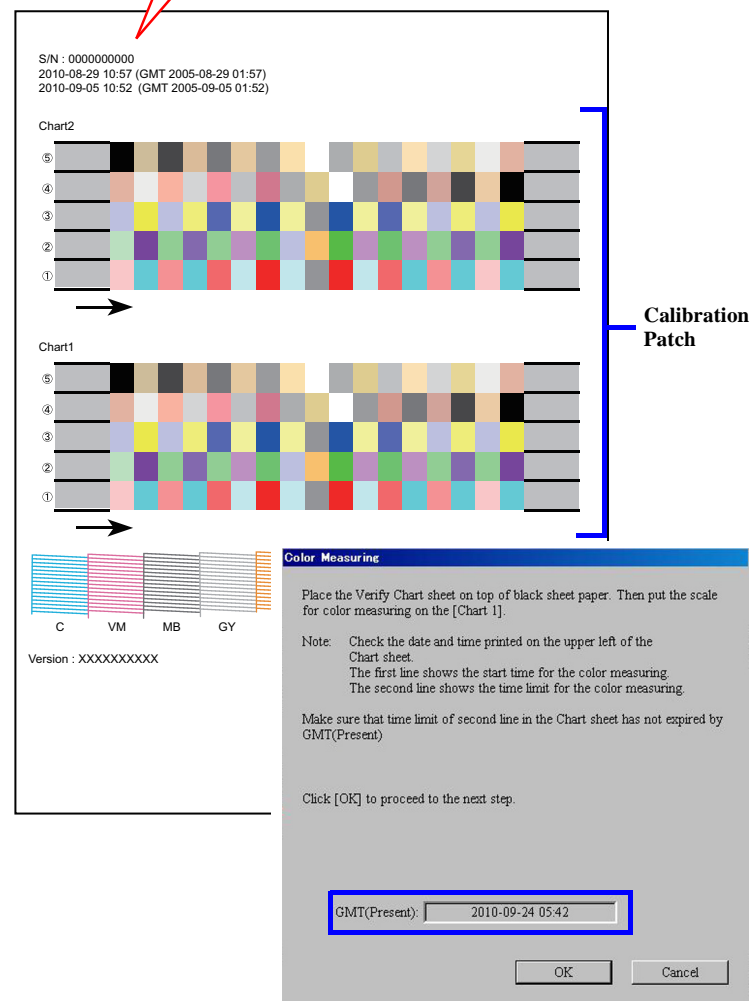 S/N : 0000000000
2010-08-29 10:57 (GMT 2005-08-29 01:57)
2010-09-05 10:52 (GMT 2005-09-05 01:52)
Chart2
⑤
④
③
②
①
Calibration
Patch
Chart1
⑤
④
③
②
①
C VM MB GY
Version : XXXXXXXXXX
Color Measuring
Place the Verify Chart sheet on top of black sheet paper. Then put the scale
for color measuring on the [Chart 1].
Note: Check the date and time printed on the upper left of the
Chart sheet.
The first line shows the start time for the color measuring.
The second line shows the time limit for the color measuring.
Make sure that time limit of second line in the Chart sheet has not expired by
GMT(Present)
Click [OK] to proceed to the next step.
GMT(Present): 2010-09-24 05:42
OK Cancel